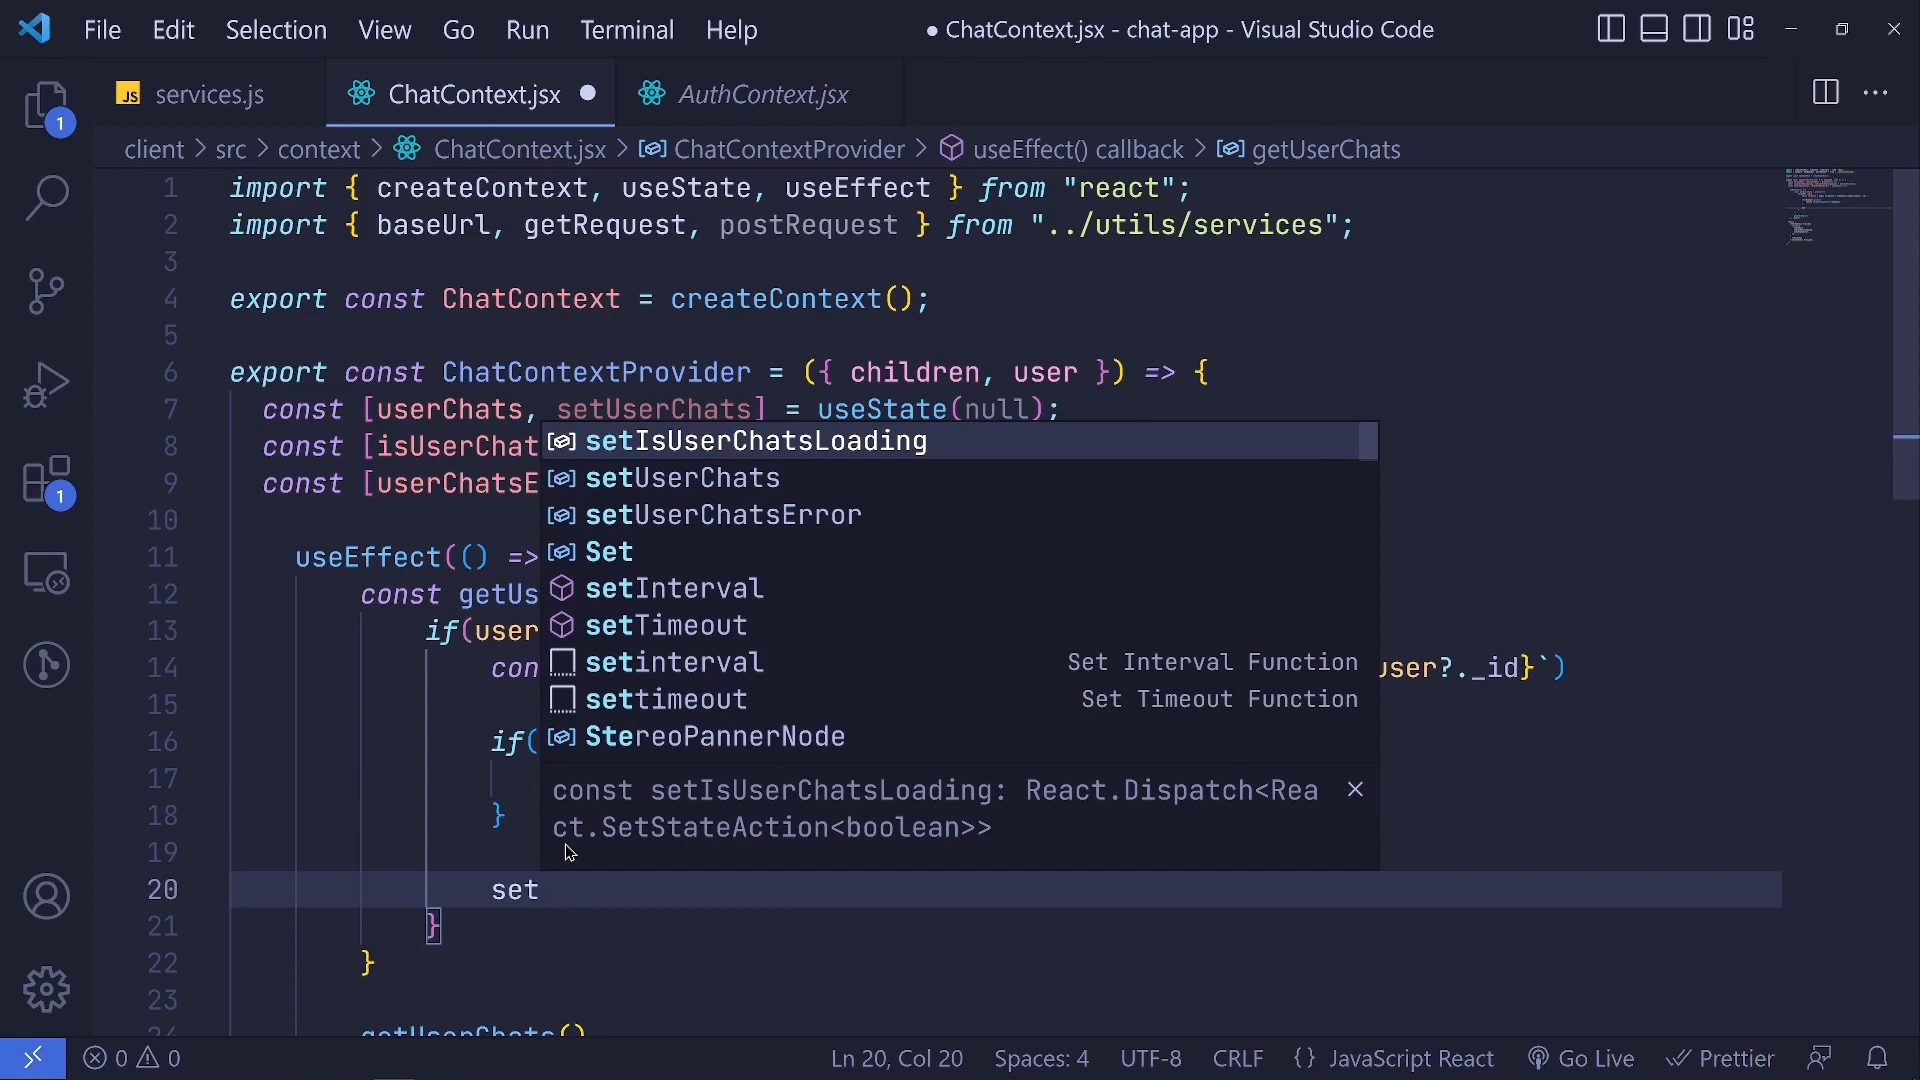 File Edit Selection View Go Run Terminal Help ● ChatContext.jsx - chat-app - Visual Studio Code
JS services.js ChatContext.jsx AuthContext.jsx
client > src > context > ChatContext.jsx > ChatContextProvider > useEffect() callback > getUserChats
1 import { createContext, useState, useEffect } from "react";
2 import { baseUrl, getRequest, postRequest } from "../utils/services";
3
4 export const ChatContext = createContext();
5
6 export const ChatContextProvider = ({ children, user }) => {
7 const [userChats, setUserChats] = useState(null);
8 const [isUserChat
9 const [userChatsE
10
11 useEffect(() =>
12 const getUs
13 if(user
14 con user?._id}`)
15
16 if(
17
18 }
19
20 set
21 }
22 }
23
24 getUserChats()
setIsUserChatsLoading
setUserChats
setUserChatsError
Set
setInterval
setTimeout
setinterval Set Interval Function
settimeout Set Timeout Function
StereoPannerNode
const setIsUserChatsLoading: React.Dispatch<Rea
ct.SetStateAction<boolean>>
1
1
0 0 Ln 20, Col 20 Spaces: 4 UTF-8 CRLF {} JavaScript React Go Live Prettier